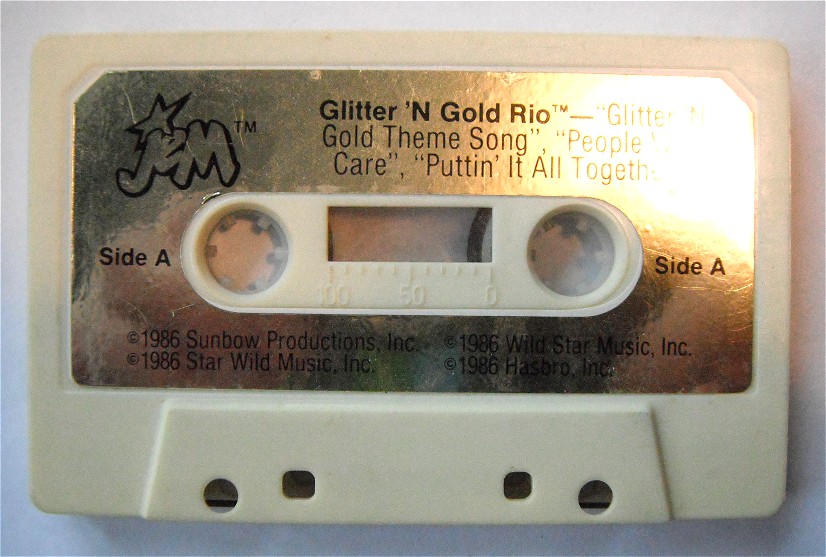 JEM™
Glitter 'N Gold Rio™—"Glitter 'N
Gold Theme Song", "People
Care", "Puttin' It All Together
Side A
Side A
100 50 0
©1986 Sunbow Productions, Inc. ©1986 Wild Star Music, Inc.
©1986 Star Wild Music, Inc. ©1986 Hasbro, Inc.